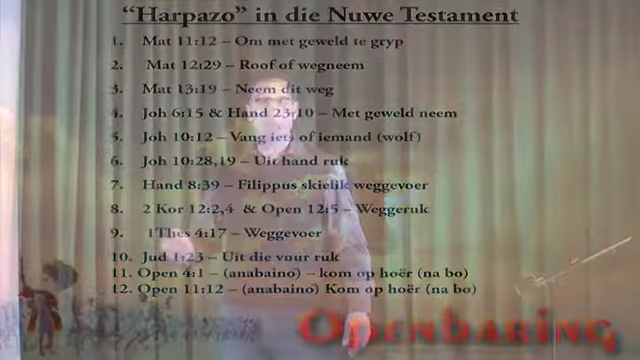 “Harpazo” in die Nuwe Testament
1. Mat 11:12 – Om met geweld te gryp
2. Mat 12:29 – Roof of wegneem
3. Mat 13:19 – Neem dit weg
4. Joh 6:15 & Hand 23:10 – Met geweld neem
5. Joh 10:12 – Vang iets of iemand (wolf)
6. Joh 10:28,19 – Uit hand ruk
7. Hand 8:39 – Filippus skielik weggevoer
8. 2 Kor 12:2,4 & Open 12:5 – Weggeruk
9. 1Thes 4:17 – Weggevoer
10. Jud 1:23 – Uit die vuur ruk
11. Open 4:1 – (anabaino) – kom op hoër (na bo)
12. Open 11:12 – (anabaino) Kom op hoër (na bo)
Openbaring